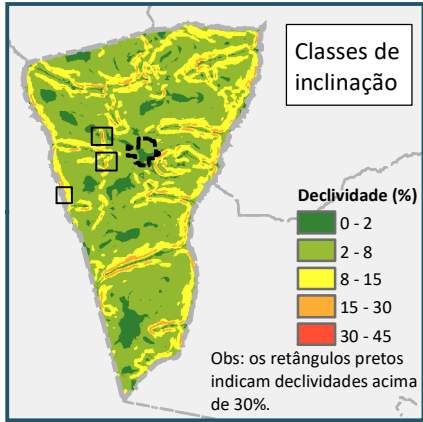 Classes de
inclinação
Declividade (%)
0 - 2
2 - 8
8 - 15
15 - 30
30 - 45
Obs: os retângulos pretos
indicam declividades acima
de 30%.